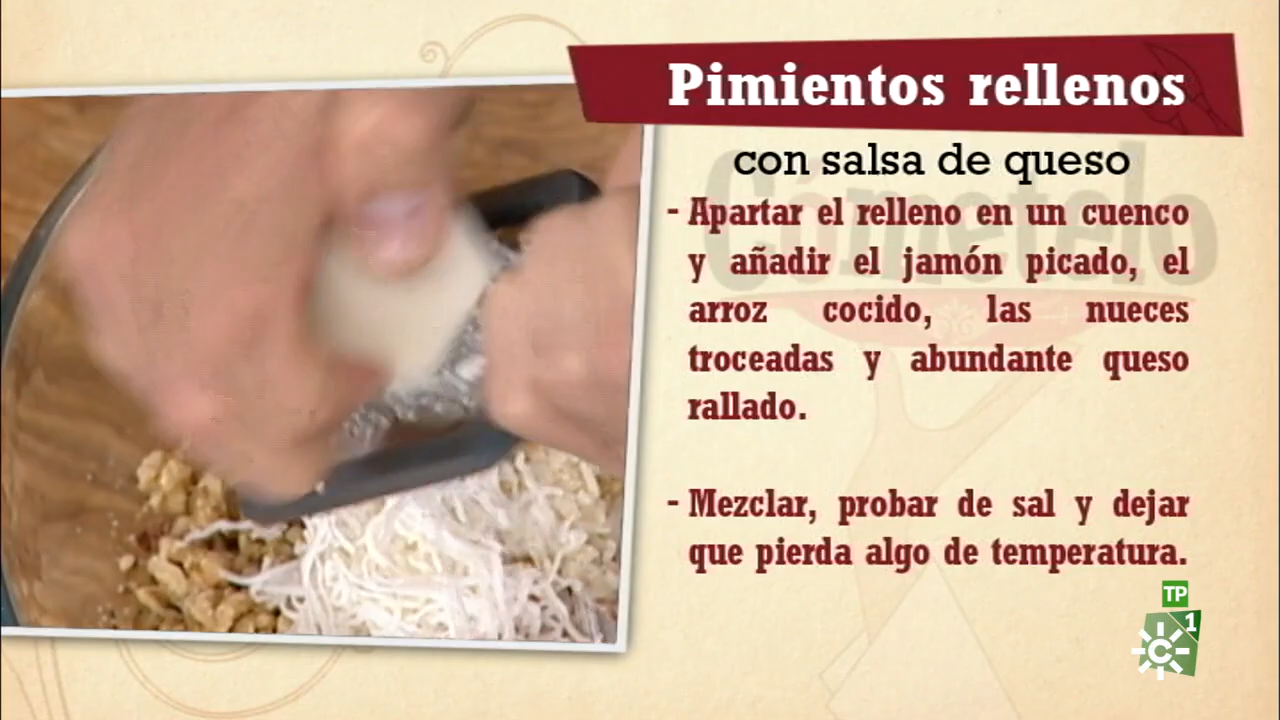 Pimientos rellenos
con salsa de queso
- Apartar el relleno en un cuenco
y añadir el jamón picado, el
arroz cocido, las nueces
troceadas y abundante queso
rallado.
- Mezclar, probar de sal y dejar
que pierda algo de temperatura.
Cómetelo
TP
1
C